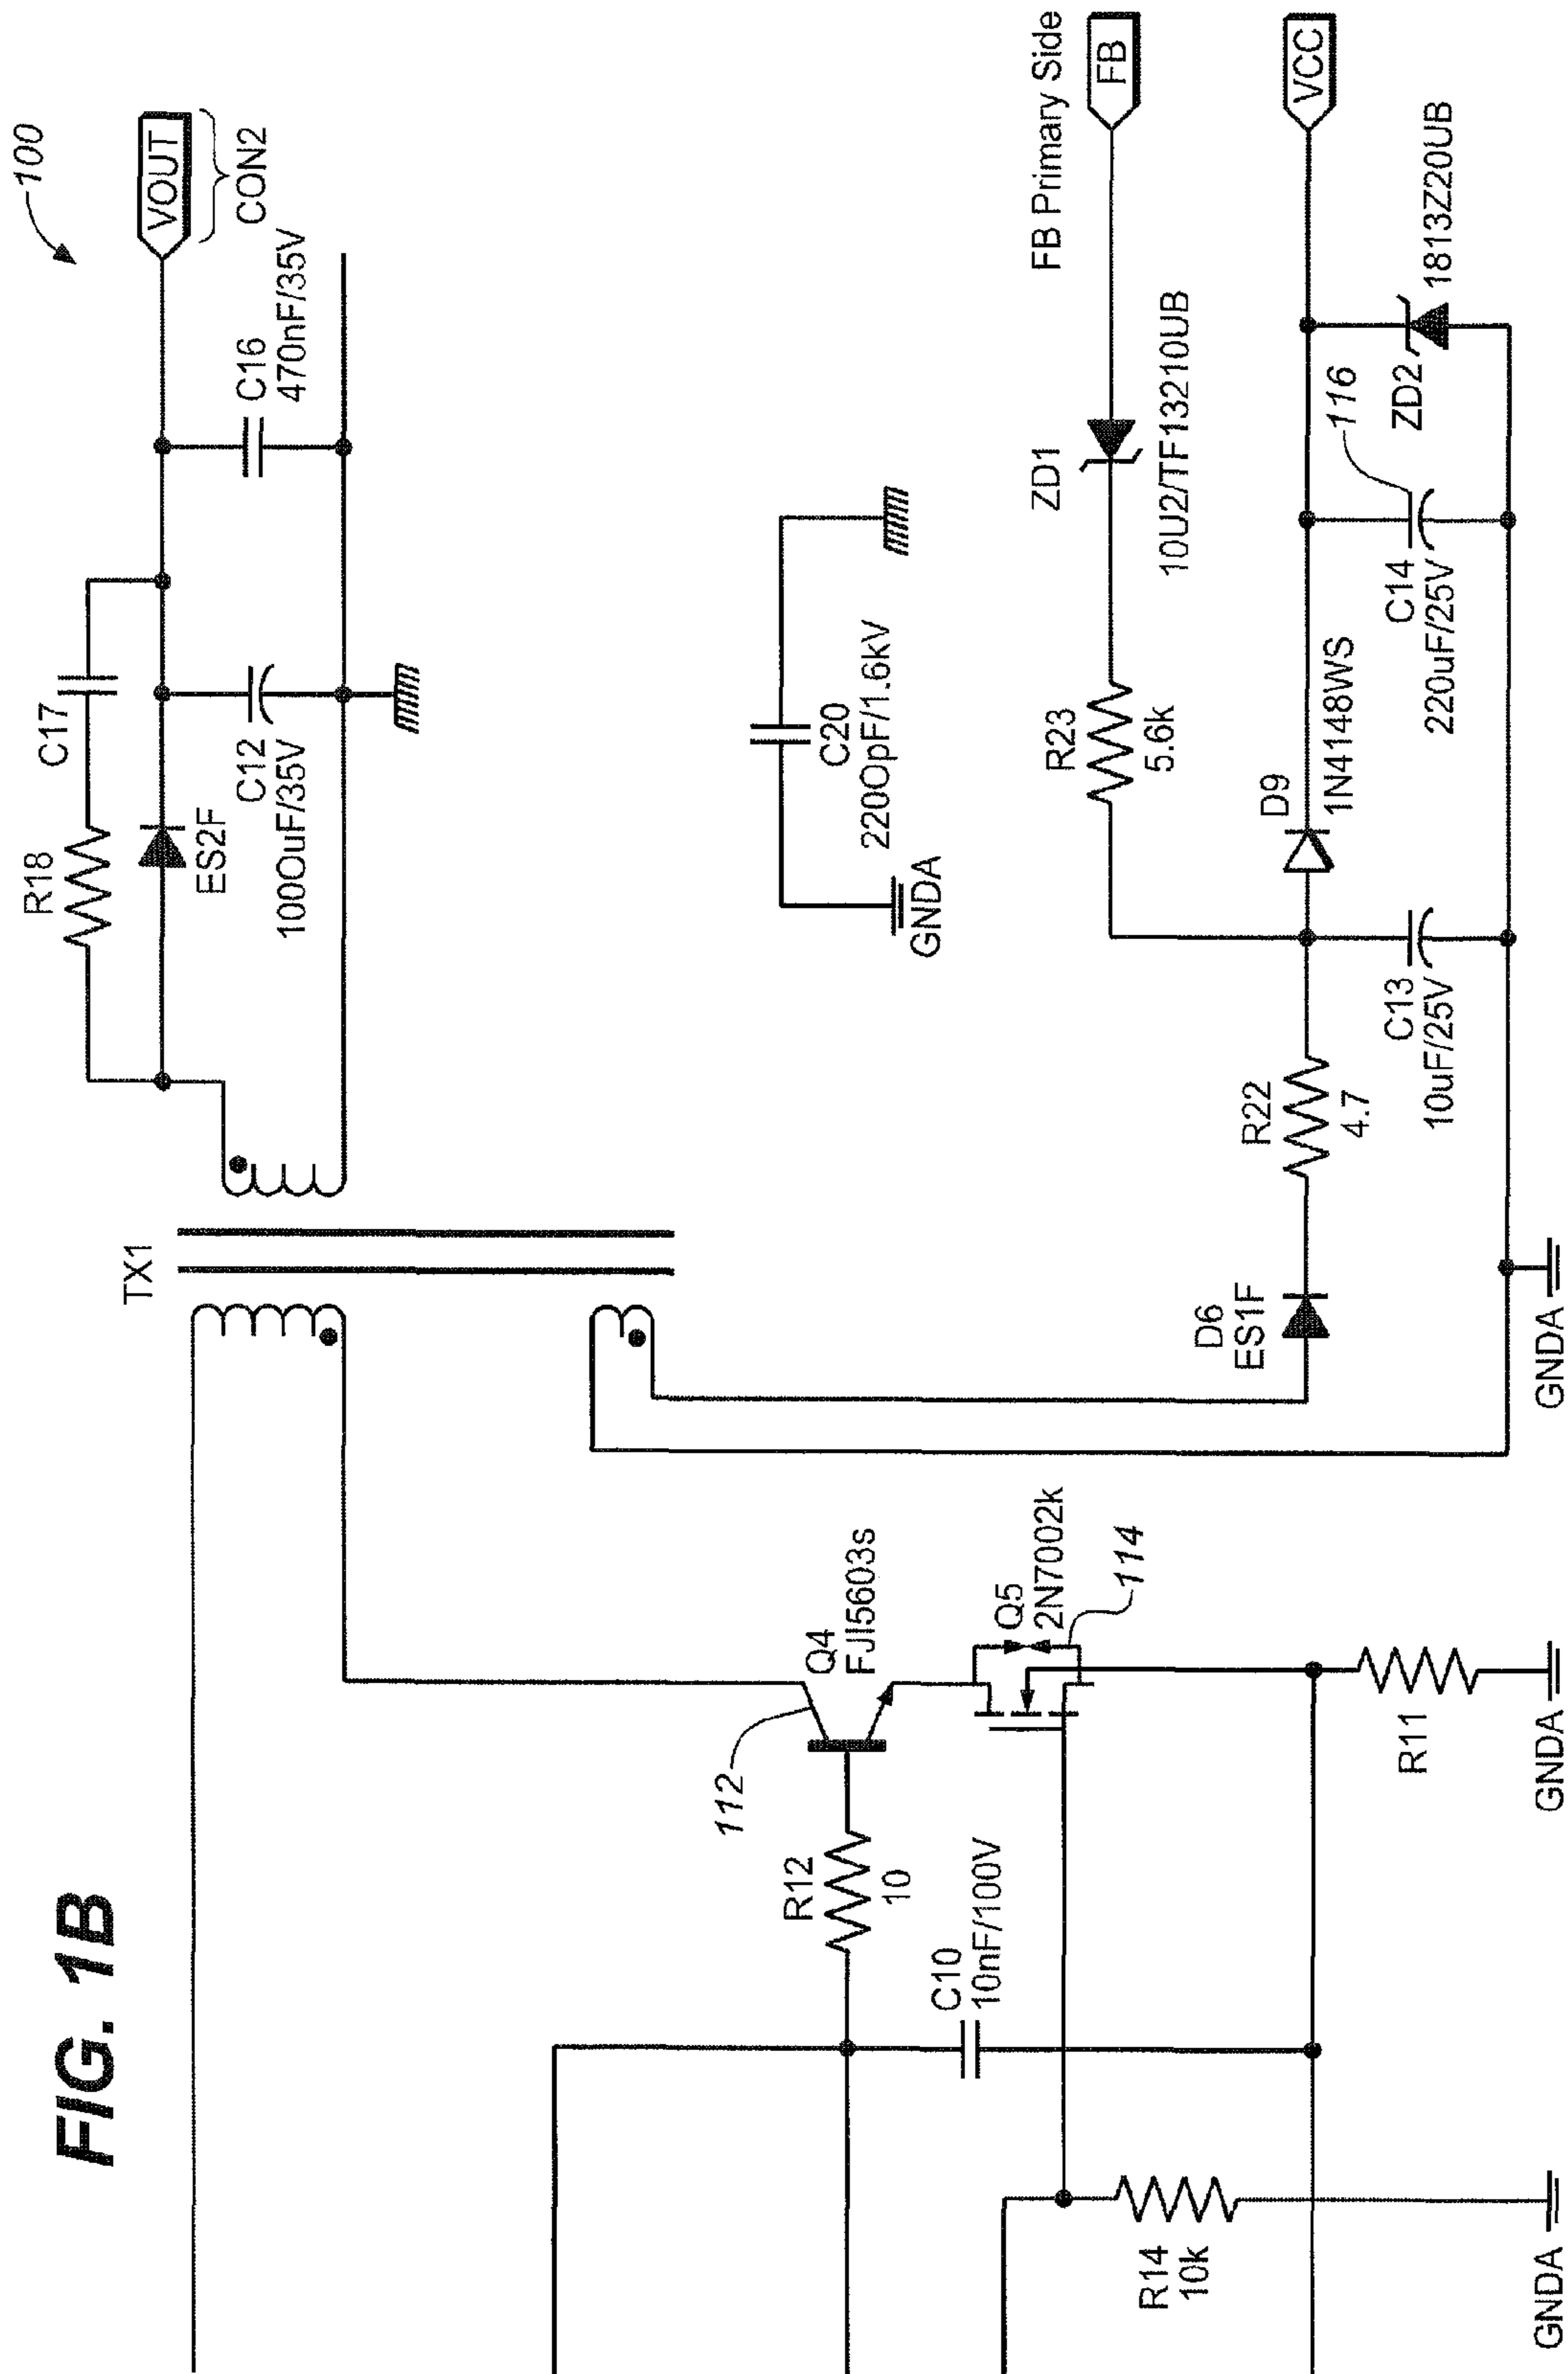 FIG. 1B
100
VOUT
CON2
R18
C17
ES2F
C12
1000uF/35V
C16
470nF/35V
TX1
C20
2200pF/1.6kV
GNDA
FB Primary Side
FB
ZD1
10U2/TF13210UB
R23
5.6k
VCC
D9
1N4148WS
116
C14
220uF/25V
ZD2
1813Z20UB
C13
10uF/25V
R22
4.7
D6
ES1F
GNDA
112
Q4
FJI5603s
Q5
2N7002k
114
R12
10
C10
10nF/100V
R11
GNDA
R14
10k
GNDA